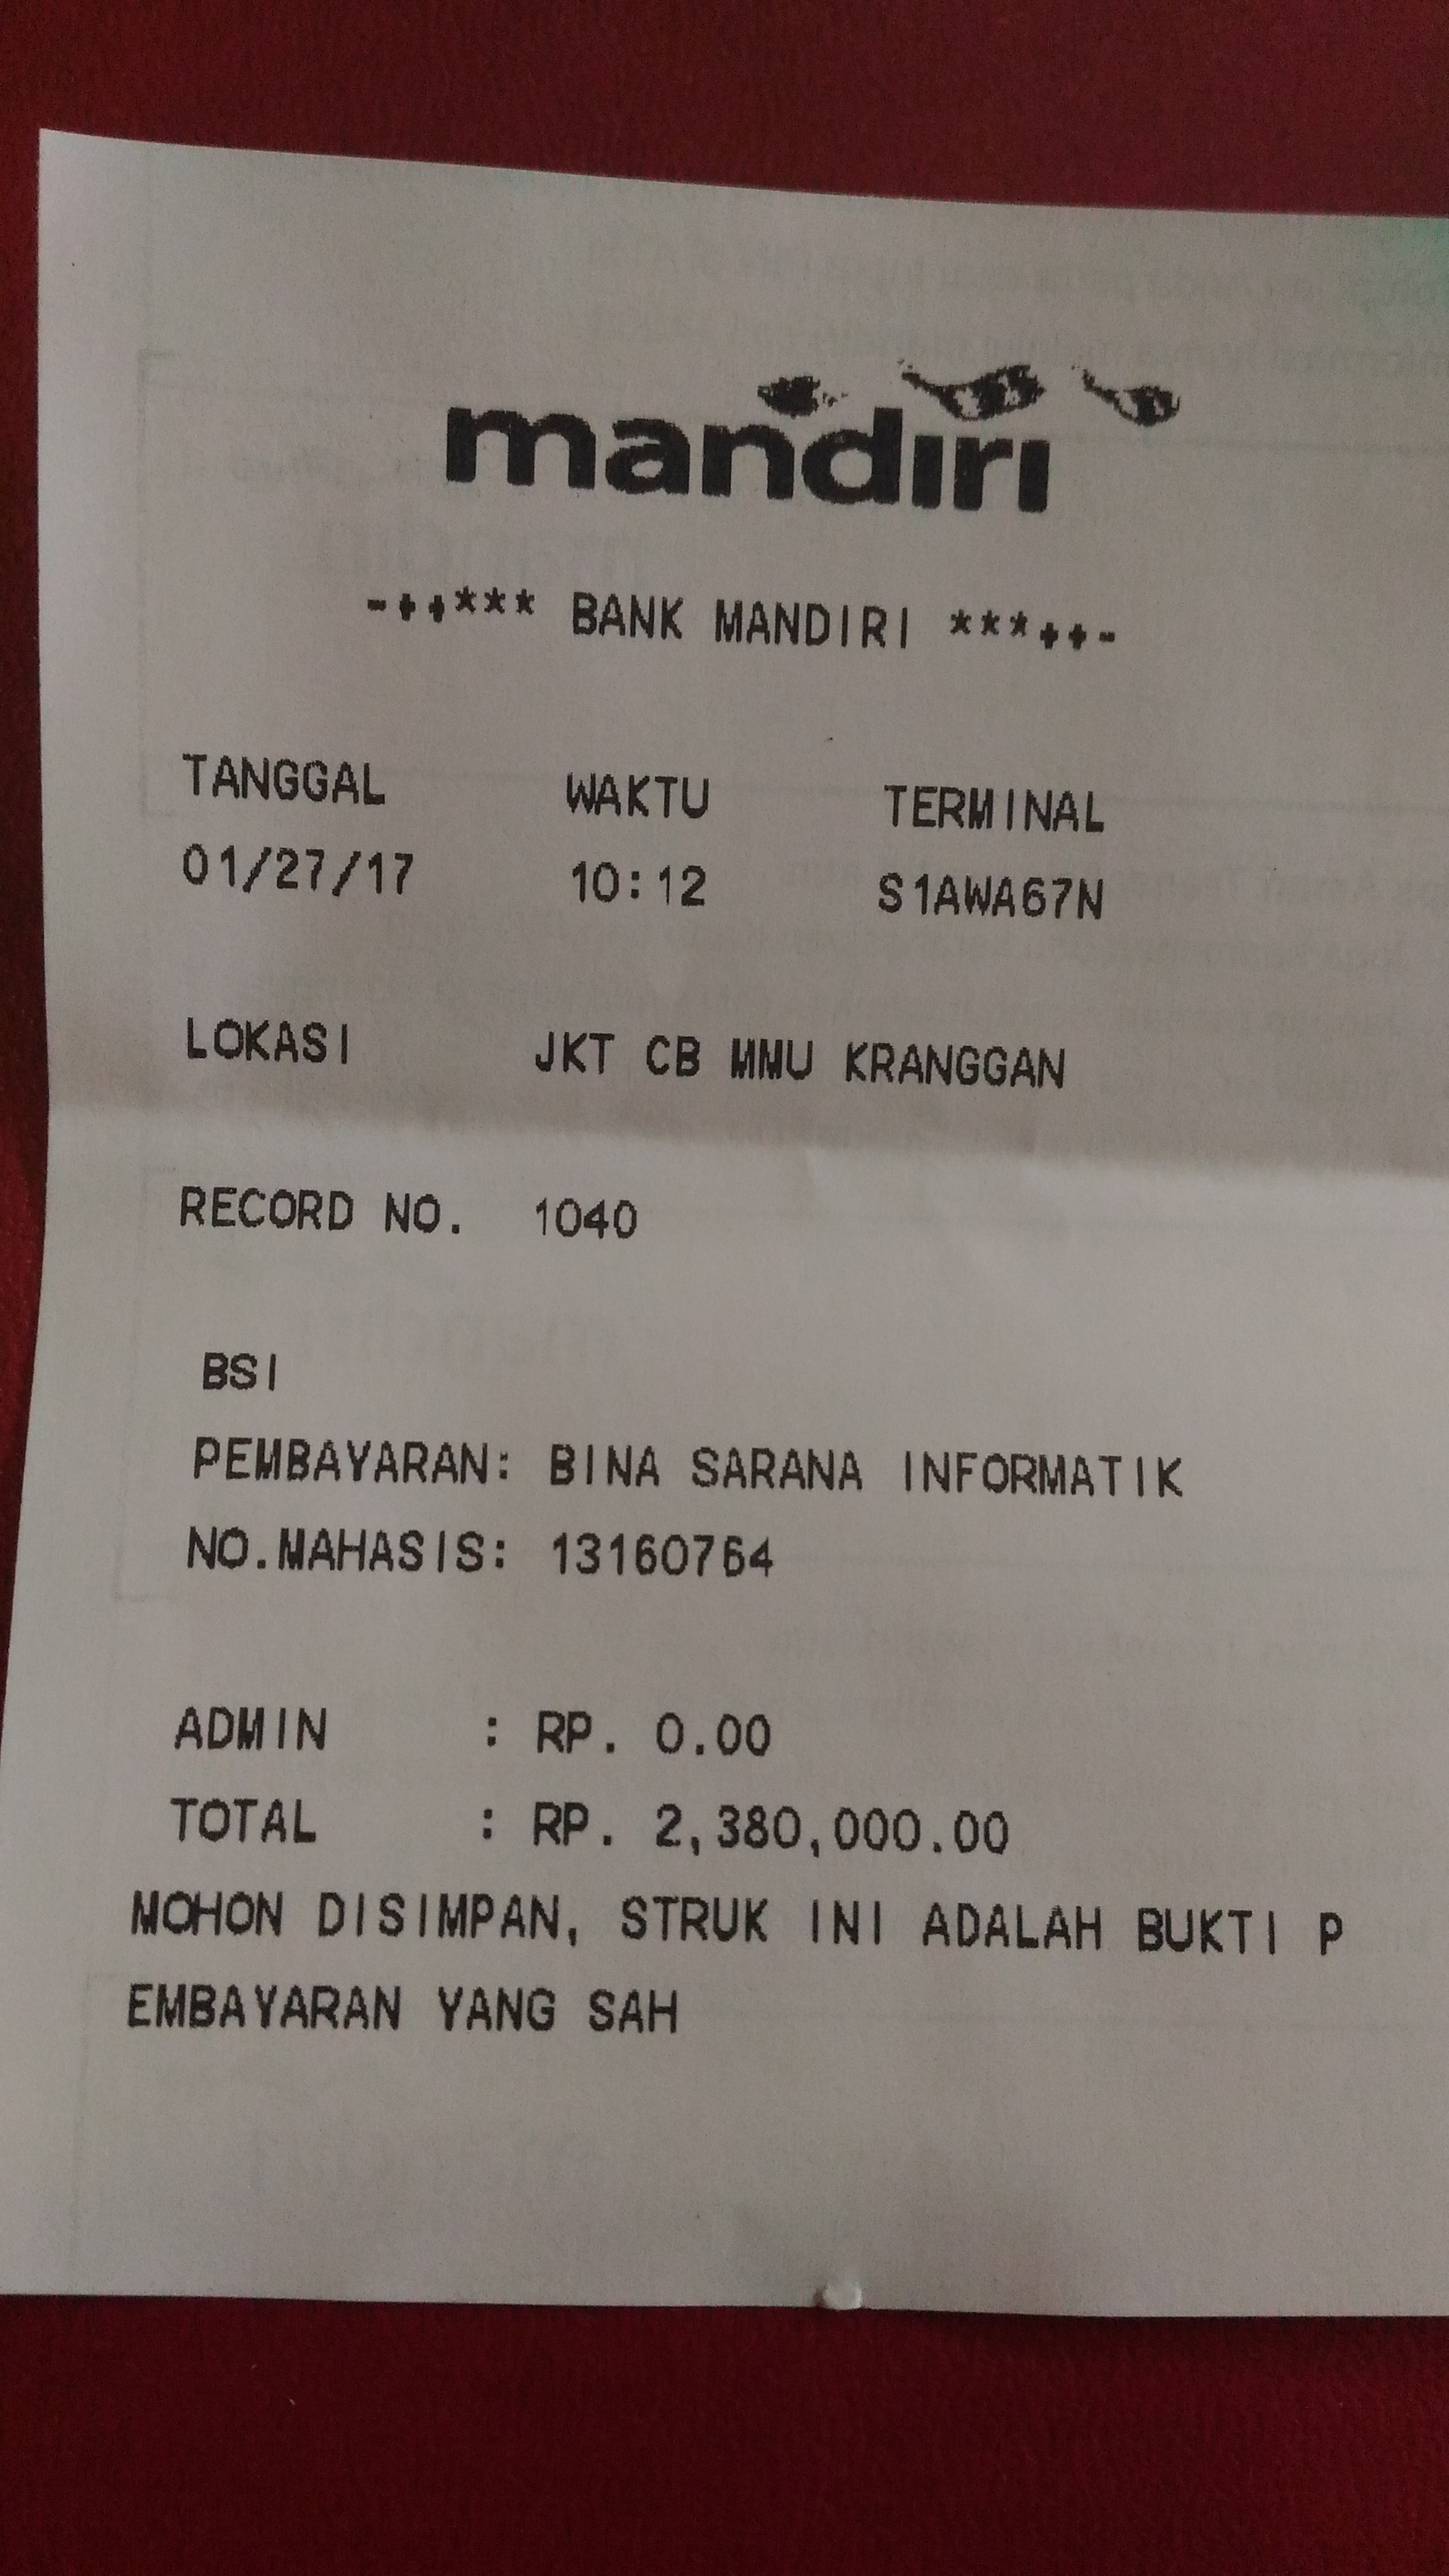 mandiri
-++*** BANK MANDIRI ***++-
TANGGAL WAKTU TERMINAL
01/27/17 10:12 S1AWA67N
LOKASI JKT CB MMU KRANGGAN
RECORD NO. 1040
BSI
PEMBAYARAN: BINA SARANA INFORMATIK
NO.MAHASIS: 13160764
ADMIN : RP. 0.00
TOTAL : RP. 2,380,000.00
MOHON DISIMPAN, STRUK INI ADALAH BUKTI P
EMBAYARAN YANG SAH